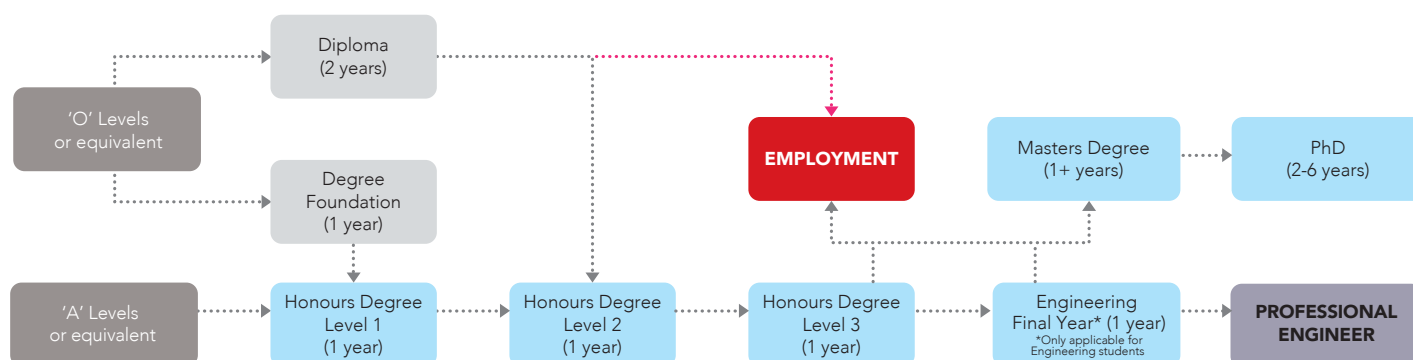 Diploma
(2 years)
'O' Levels
or equivalent
EMPLOYMENT
Masters Degree
(1+ years)
PhD
(2-6 years)
Degree
Foundation
(1 year)
'A' Levels
or equivalent
Honours Degree
Level 1
(1 year)
Honours Degree
Level 2
(1 year)
Honours Degree
Level 3
(1 year)
Engineering
Final Year* (1 year)
*Only applicable for
Engineering students
PROFESSIONAL
ENGINEER